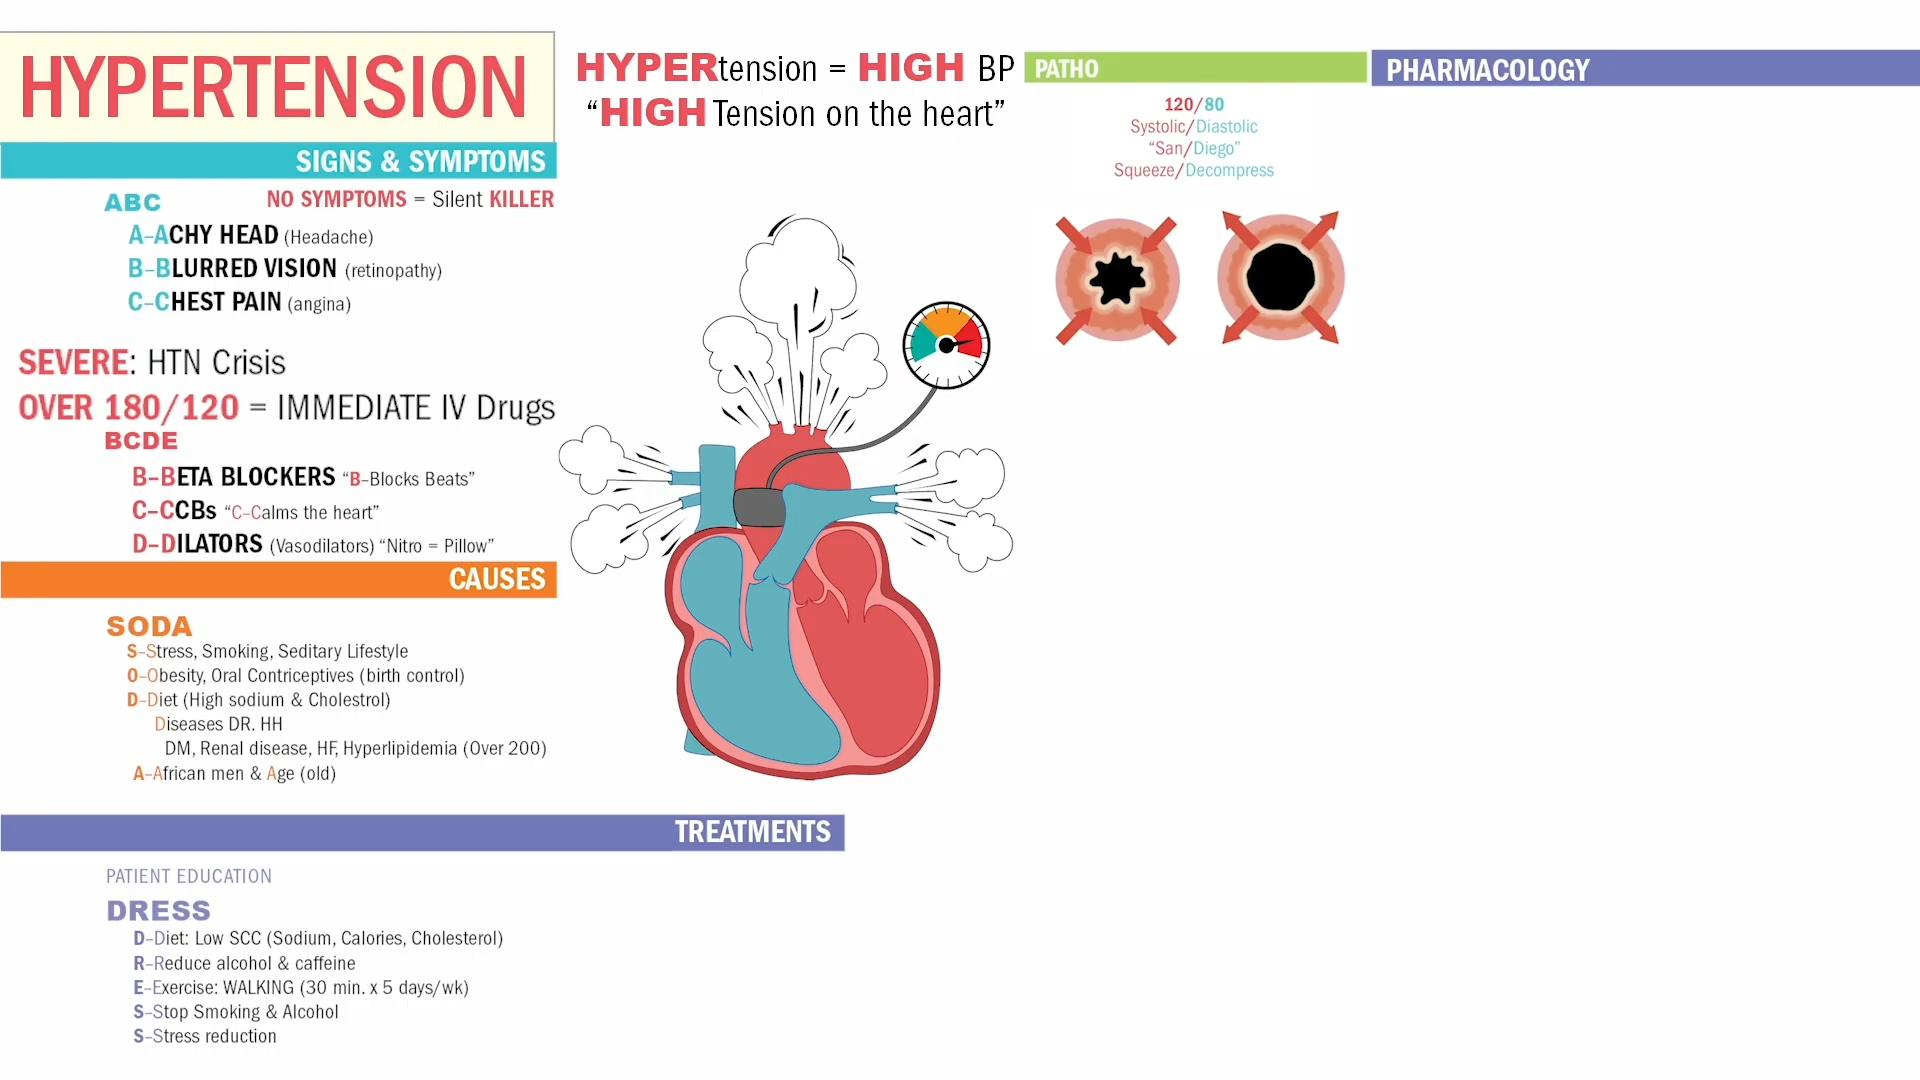 HYPERTENSION
SIGNS & SYMPTOMS
ABC
NO SYMPTOMS = Silent KILLER
A–ACHY HEAD (Headache)
B–BLURRED VISION (retinopathy)
C–CHEST PAIN (angina)
SEVERE: HTN Crisis
OVER 180/120 = IMMEDIATE IV Drugs
BCDE
B–BETA BLOCKERS “B–Blocks Beats”
C–CCBs “C–Calms the heart”
D–DILATORS (Vasodilators) “Nitro = Pillow”
CAUSES
SODA
S–Stress, Smoking, Seditary Lifestyle
O–Obesity, Oral Contriceptives (birth control)
D–Diet (High sodium & Cholestrol)
Diseases DR. HH
DM, Renal disease, HF, Hyperlipidemia (Over 200)
A–African men & Age (old)
TREATMENTS
PATIENT EDUCATION
DRESS
D–Diet: Low SCC (Sodium, Calories, Cholesterol)
R–Reduce alcohol & caffeine
E–Exercise: WALKING (30 min. x 5 days/wk)
S–Stop Smoking & Alcohol
S–Stress reduction
HYPERtension = HIGH BP
“HIGH Tension on the heart”
PATHO
120/80
Systolic/Diastolic
“San/Diego”
Squeeze/Decompress
PHARMACOLOGY